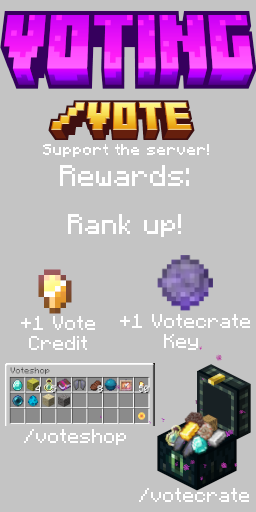 VOTING
/VOTE
Support the server!
Rewards:
Rank up!
+1 Vote
Credit
+1 Votecrate
Key
Voteshop
/voteshop
/votecrate